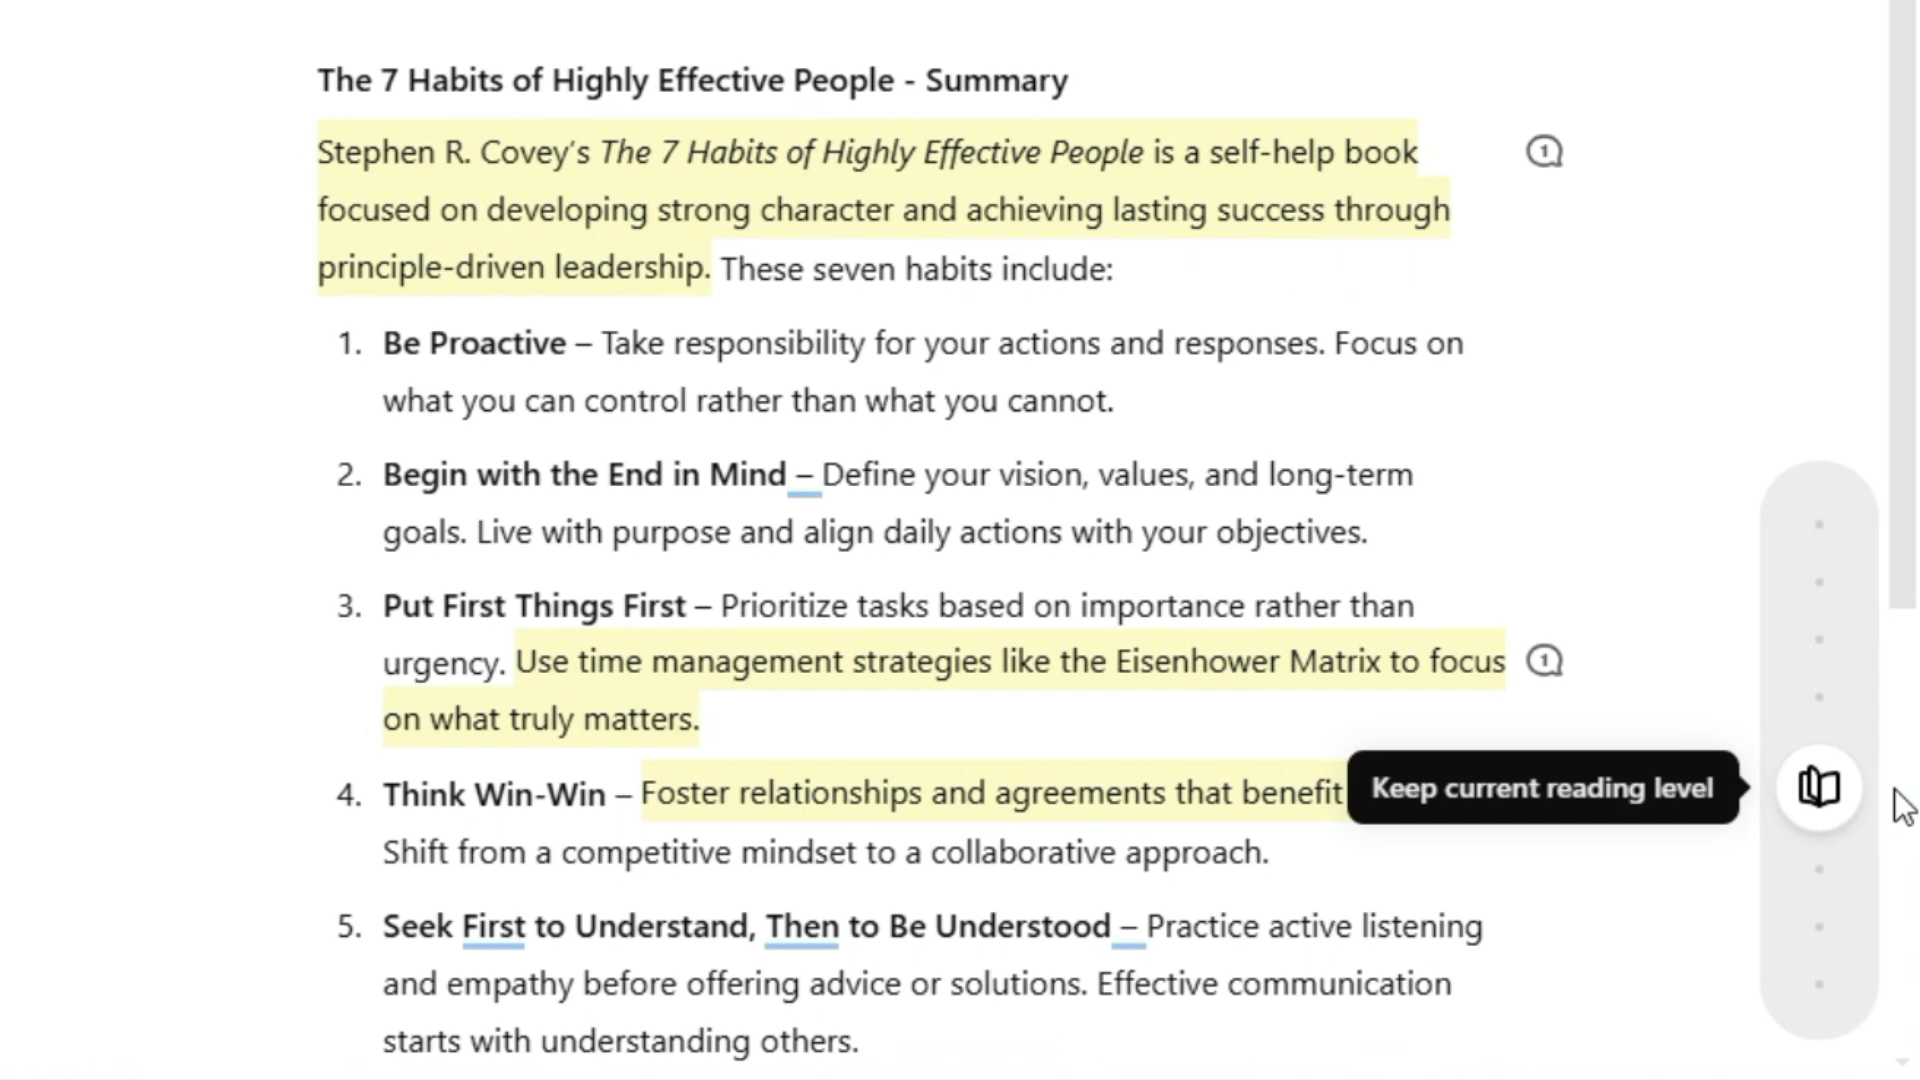 The 7 Habits of Highly Effective People - Summary
Stephen R. Covey's The 7 Habits of Highly Effective People is a self-help book
1
focused on developing strong character and achieving lasting success through
principle-driven leadership. These seven habits include:
1. Be Proactive – Take responsibility for your actions and responses. Focus on
what you can control rather than what you cannot.
2. Begin with the End in Mind – Define your vision, values, and long-term
goals. Live with purpose and align daily actions with your objectives.
3. Put First Things First – Prioritize tasks based on importance rather than
urgency. Use time management strategies like the Eisenhower Matrix to focus
1
on what truly matters.
4. Think Win-Win – Foster relationships and agreements that benefit
Keep current reading level
Shift from a competitive mindset to a collaborative approach.
5. Seek First to Understand, Then to Be Understood – Practice active listening
and empathy before offering advice or solutions. Effective communication
starts with understanding others.